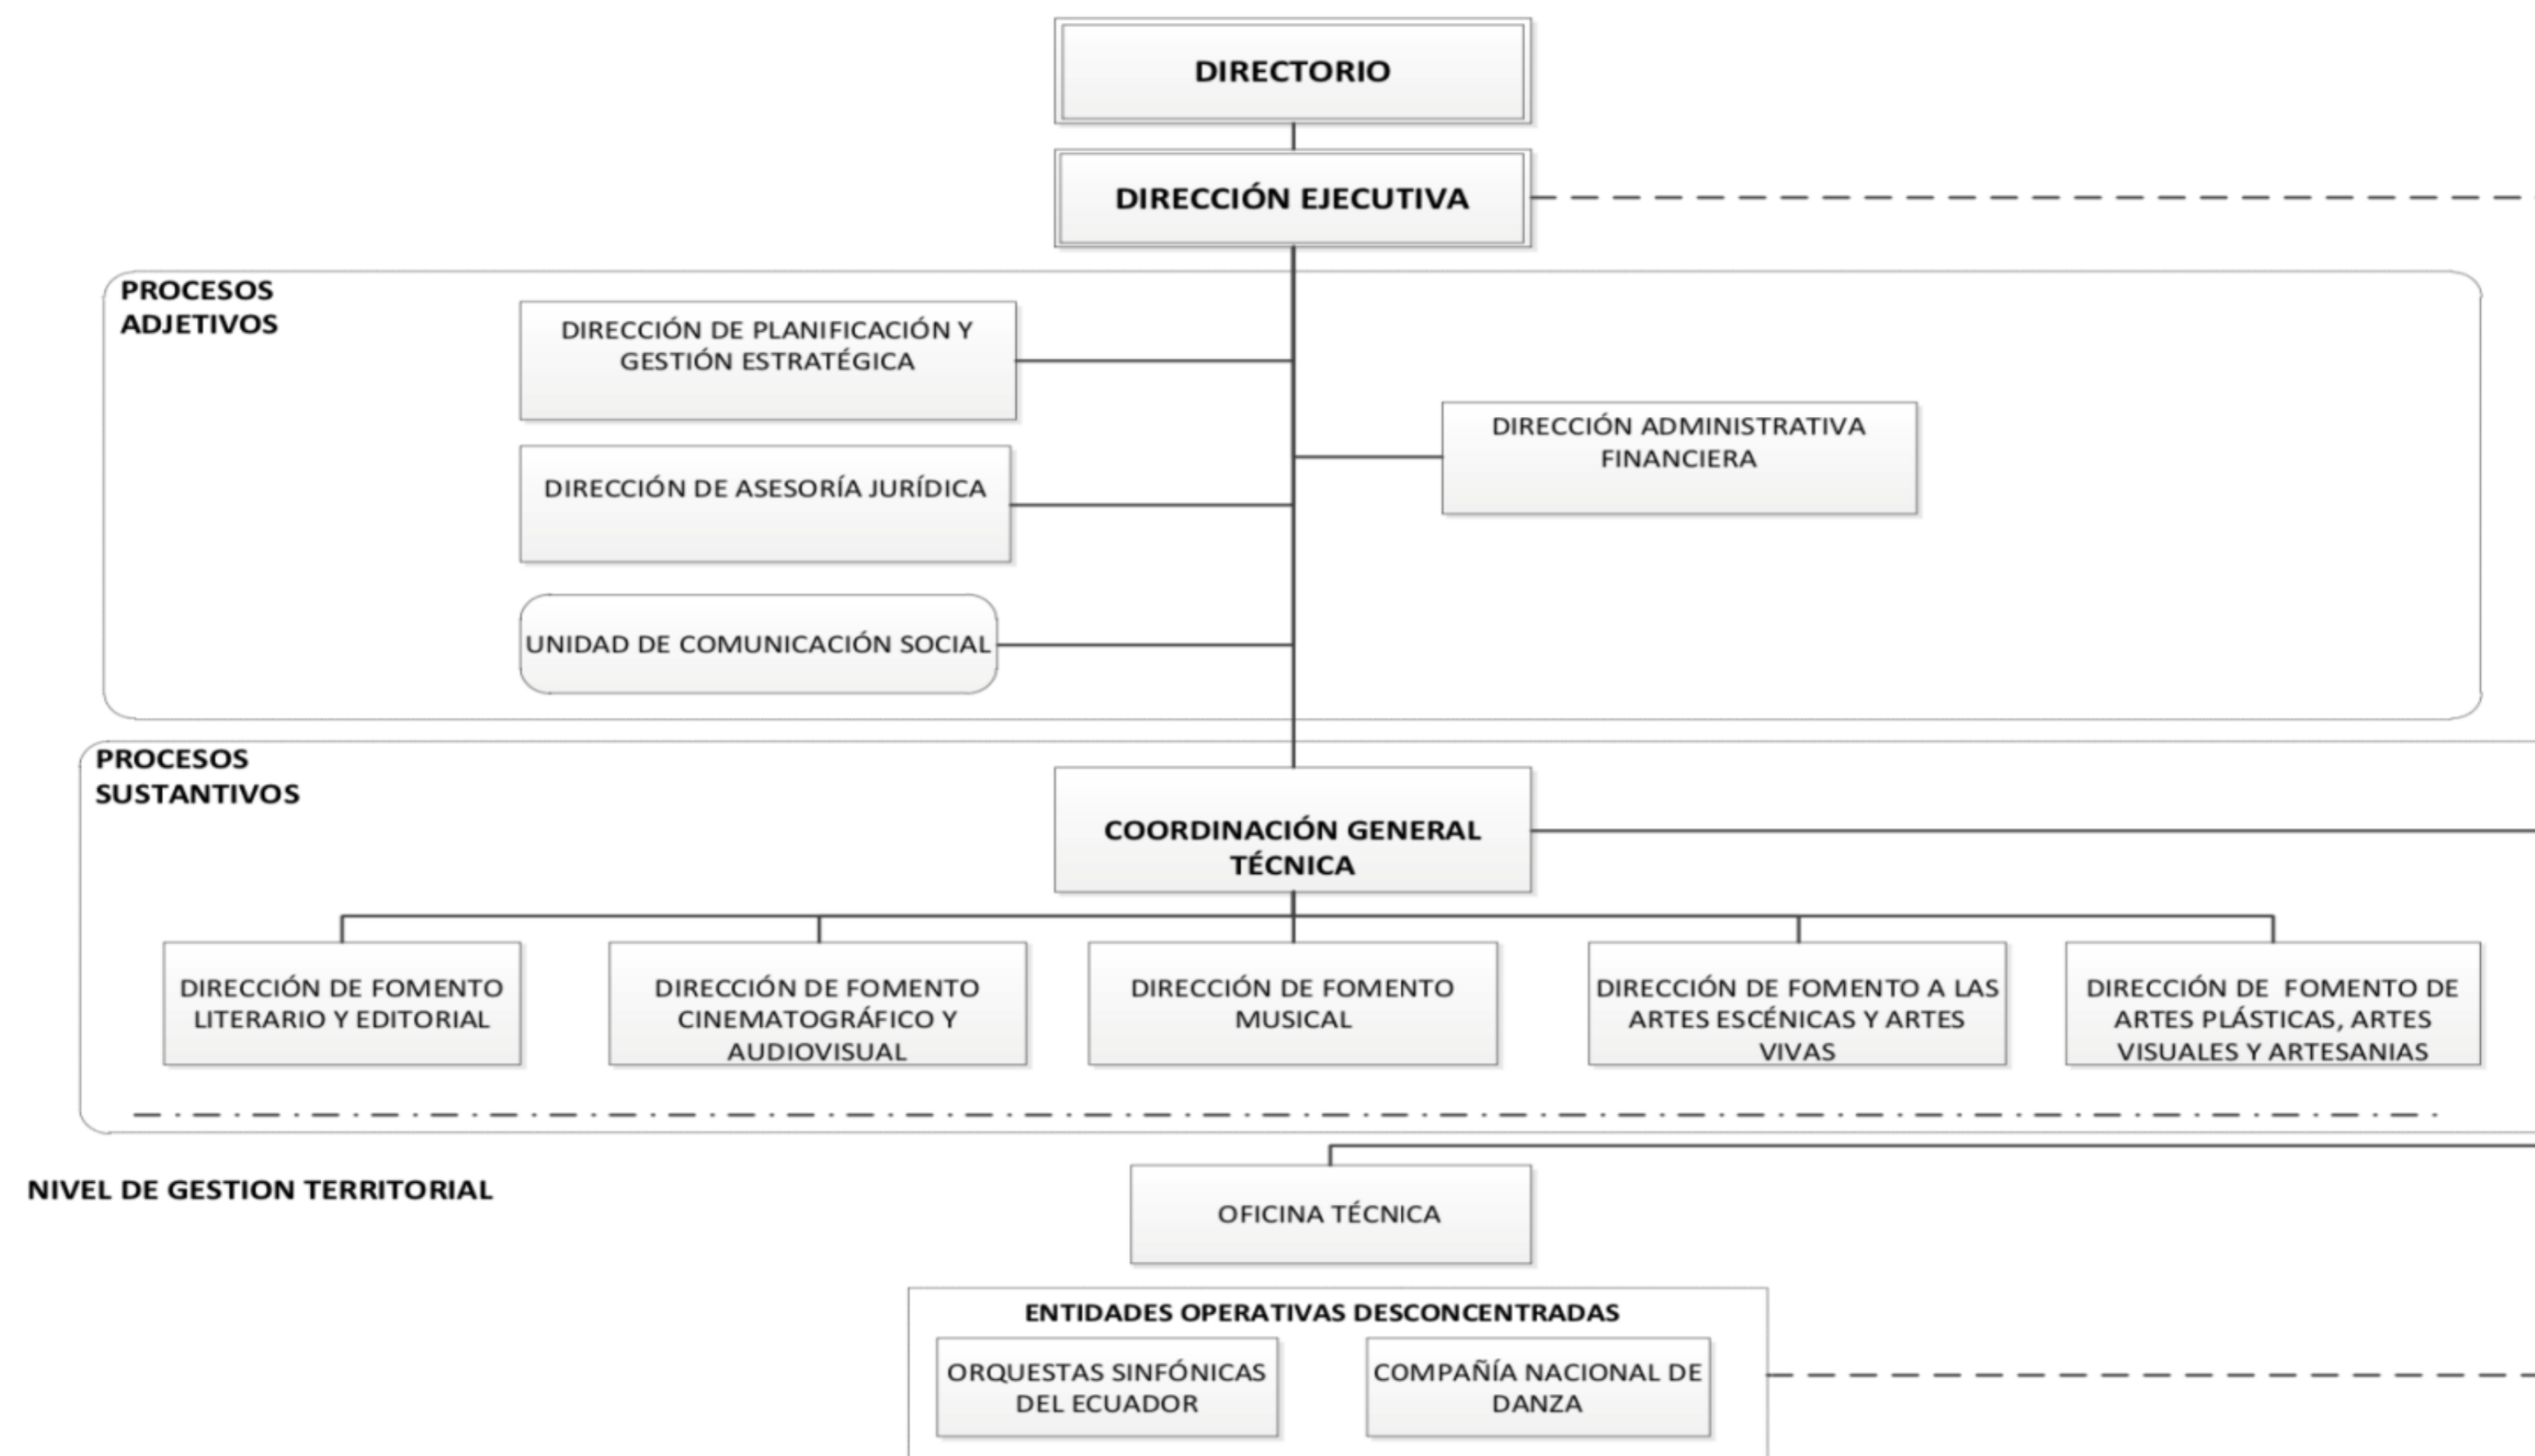 DIRECTORIO
DIRECCIÓN EJECUTIVA
PROCESOS
ADJETIVOS
DIRECCIÓN DE PLANIFICACIÓN Y
GESTIÓN ESTRATÉGICA
DIRECCIÓN ADMINISTRATIVA
FINANCIERA
DIRECCIÓN DE ASESORÍA JURÍDICA
UNIDAD DE COMUNICACIÓN SOCIAL
PROCESOS
SUSTANTIVOS
COORDINACIÓN GENERAL
TÉCNICA
DIRECCIÓN DE FOMENTO
LITERARIO Y EDITORIAL
DIRECCIÓN DE FOMENTO
CINEMATOGRÁFICO Y
AUDIOVISUAL
DIRECCIÓN DE FOMENTO
MUSICAL
DIRECCIÓN DE FOMENTO A LAS
ARTES ESCÉNICAS Y ARTES
VIVAS
DIRECCIÓN DE FOMENTO DE
ARTES PLÁSTICAS, ARTES
VISUALES Y ARTESANIAS
NIVEL DE GESTION TERRITORIAL
OFICINA TÉCNICA
ENTIDADES OPERATIVAS DESCONCENTRADAS
ORQUESTAS SINFÓNICAS
DEL ECUADOR
COMPAÑÍA NACIONAL DE
DANZA